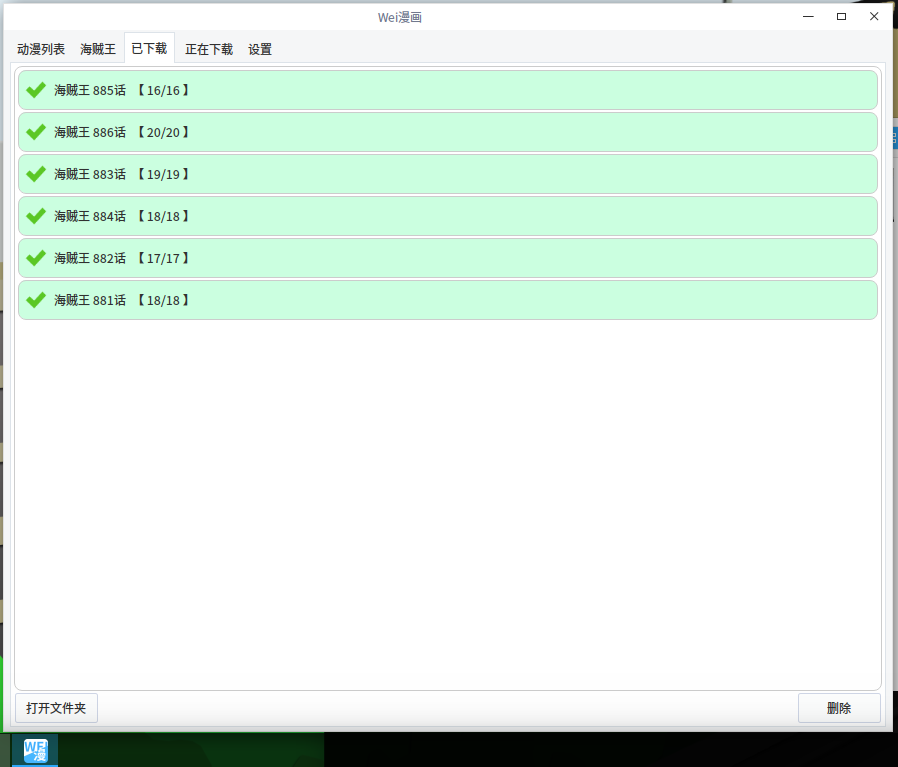 Wei漫画
动漫列表 海贼王 已下载 正在下载 设置
海贼王 885话 【 16/16 】
海贼王 886话 【 20/20 】
海贼王 883话 【 19/19 】
海贼王 884话 【 18/18 】
海贼王 882话 【 17/17 】
海贼王 881话 【 18/18 】
打开文件夹 删除
WEI
漫